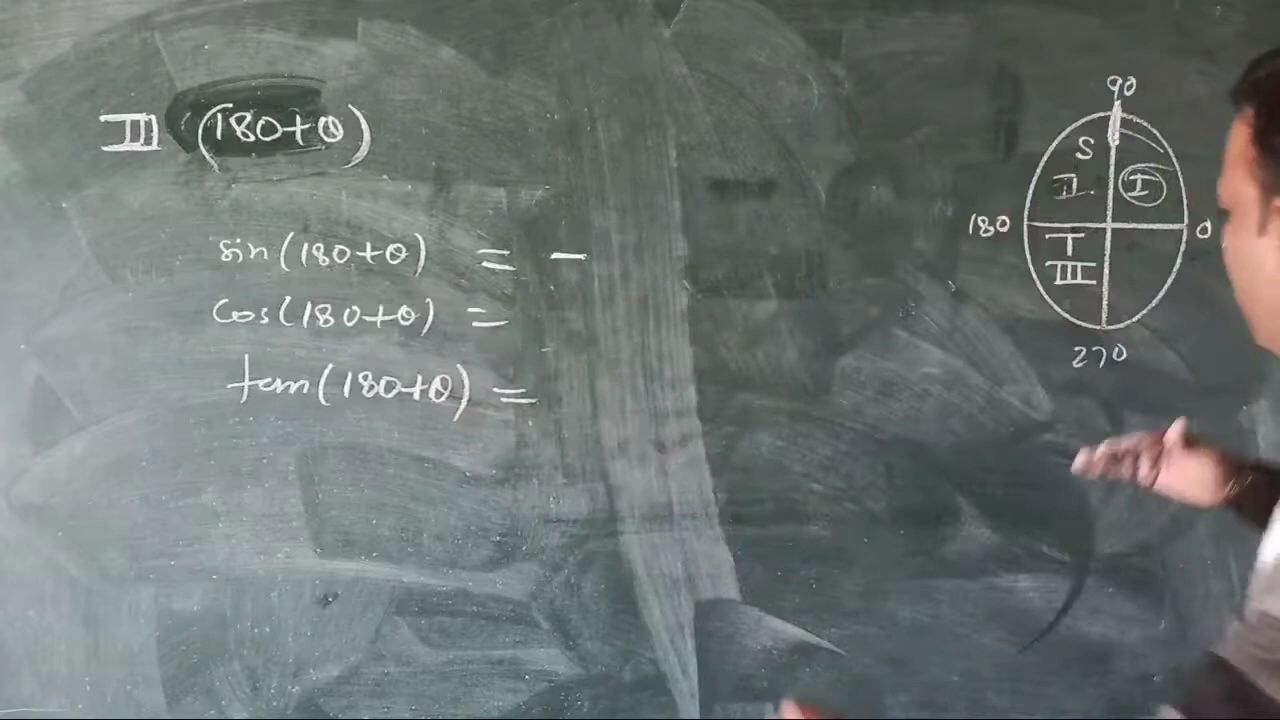 III (180+θ)
sin(180+θ) = -
cos(180+θ) =
tan(180+θ) =
90
S
II I
180 0
T
III
270